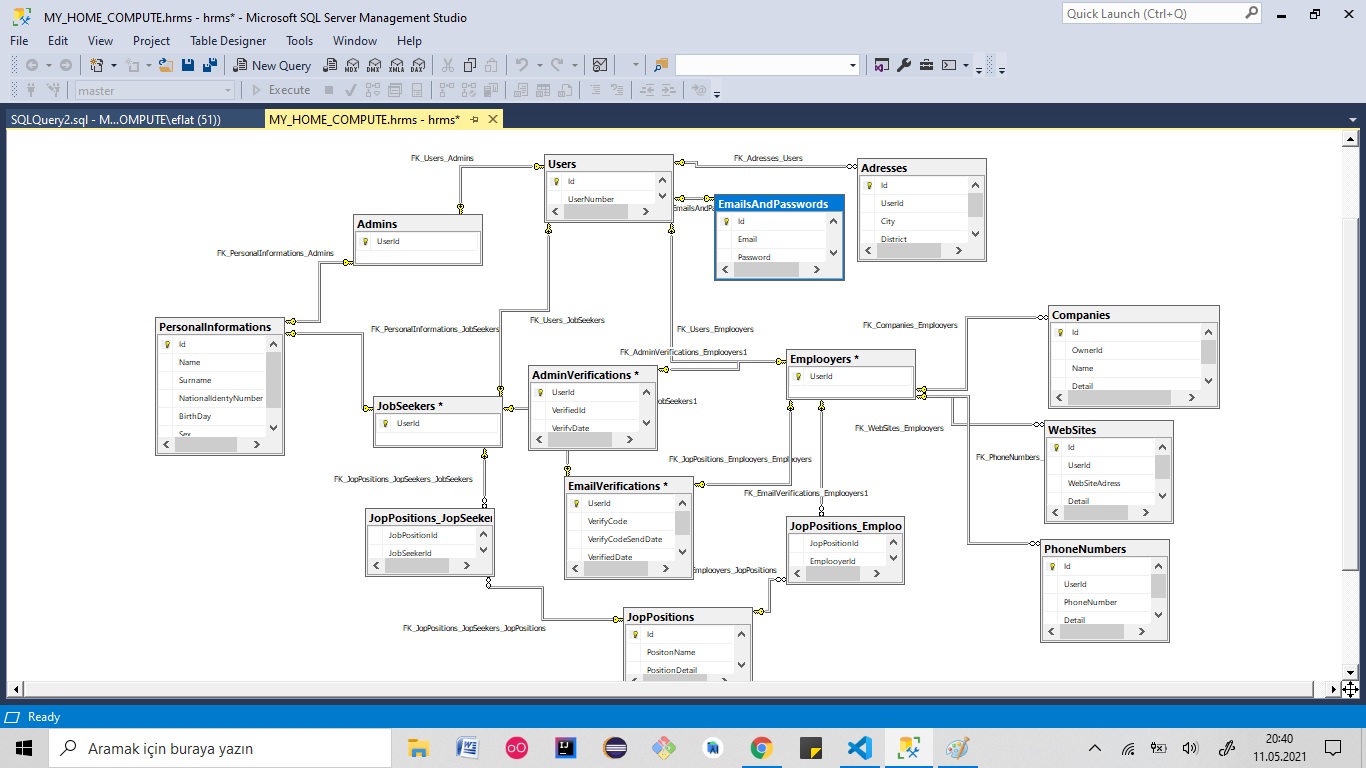 MY_HOME_COMPUTE.hrms - hrms* - Microsoft SQL Server Management Studio
Quick Launch (Ctrl+Q)
File Edit View Project Table Designer Tools Window Help
New Query
MDX DMX XMLA DAX
master
Execute
SQLQuery2.sql - M...OMPUTE\eflat (51))
MY_HOME_COMPUTE.hrms - hrms*
FK_Users_Admins
Users
Id
UserNumber
FK_Adresses_Users
Adresses
Id
UserId
City
District
EmailsAndPasswords
Id
Email
Password
Admins
UserId
FK_PersonalInformations_Admins
PersonalInformations
Id
Name
Surname
NationalIdentyNumber
BirthDay
Sex
FK_PersonalInformations_JobSeekers
FK_Users_JobSeekers
FK_Users_Emplooyers
FK_AdminVerifications_Emplooyers1
FK_Companies_Emplooyers
Companies
Id
OwnerId
Name
Detail
Emplooyers *
UserId
AdminVerifications *
UserId
VerifiedId
VerifyDate
obSeekers1
JobSeekers *
UserId
FK_WebSites_Emplooyers
WebSites
Id
UserId
WebSiteAdress
Detail
FK_PhoneNumbers_
FK_JopPositions_Emplooyers_Emplooyers
FK_JopPositions_JopSeekers_JobSeekers
FK_EmailVerifications_Emplooyers1
EmailVerifications *
UserId
VerifyCode
VerifyCodeSendDate
VerifiedDate
JopPositions_JopSeeker
JobPositionId
JobSeekerId
JopPositions_Emploo
JopPositionId
EmplooyerId
PhoneNumbers
Id
UserId
PhoneNumber
Detail
Emplooyers_JopPositions
JopPositions
Id
PositonName
PositionDetail
FK_JopPositions_JopSeekers_JopPositions
Ready
Aramak için buraya yazın
20:40
11.05.2021